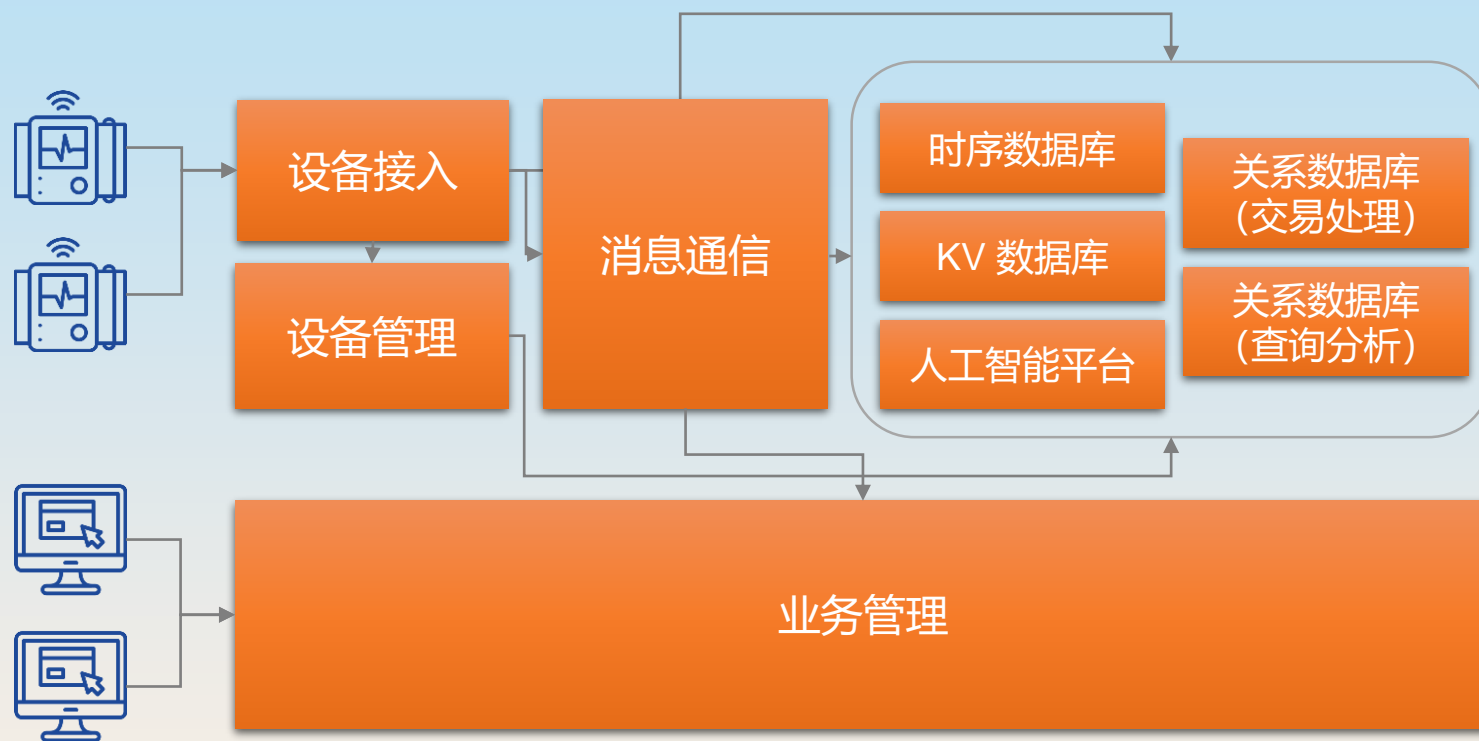 设备接入
设备管理
消息通信
时序数据库
KV 数据库
人工智能平台
关系数据库
（交易处理）
关系数据库
（查询分析）
业务管理